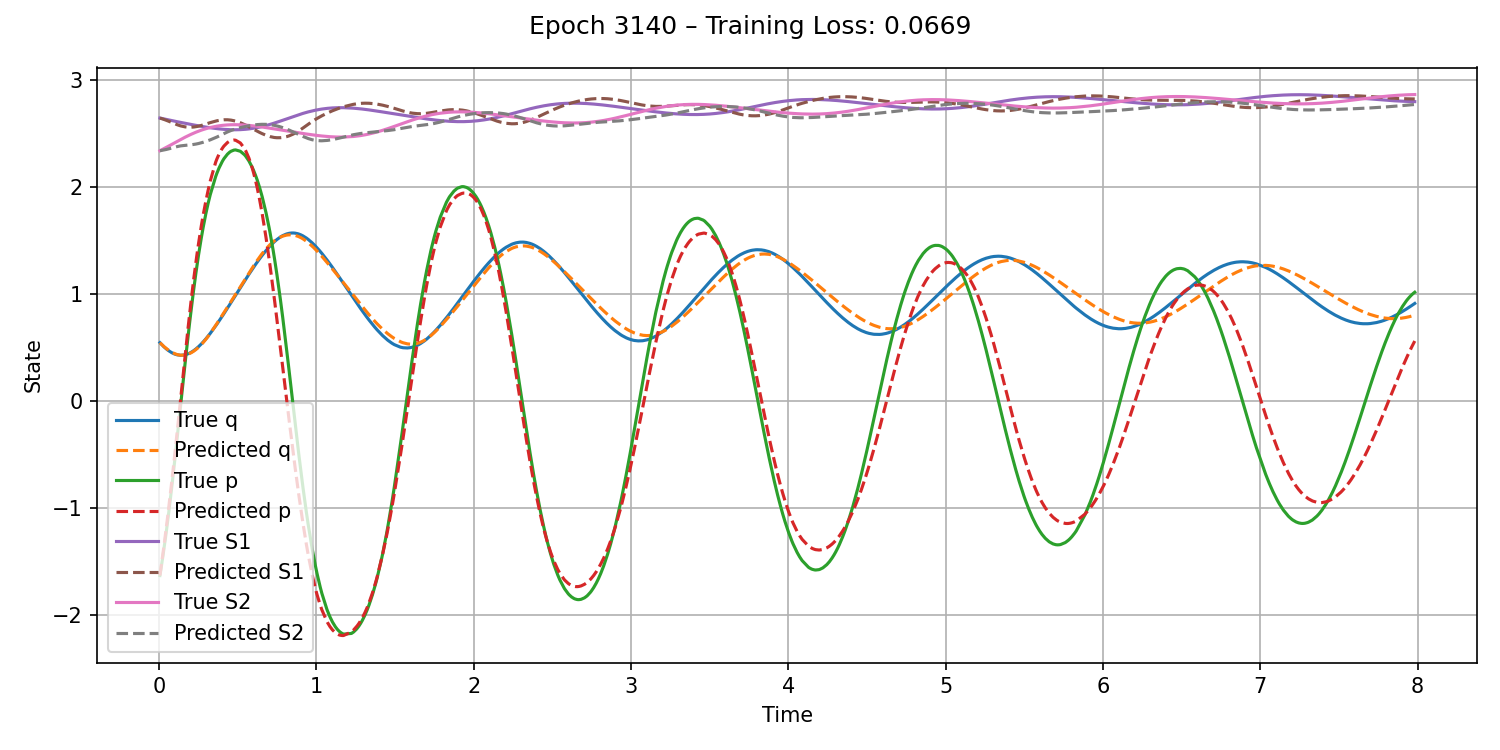 Epoch 3140 – Training Loss: 0.0669
3
2
1
0
−1
−2
State
True q
Predicted q
True p
Predicted p
True S1
Predicted S1
True S2
Predicted S2
0 1 2 3 4 5 6 7 8
Time